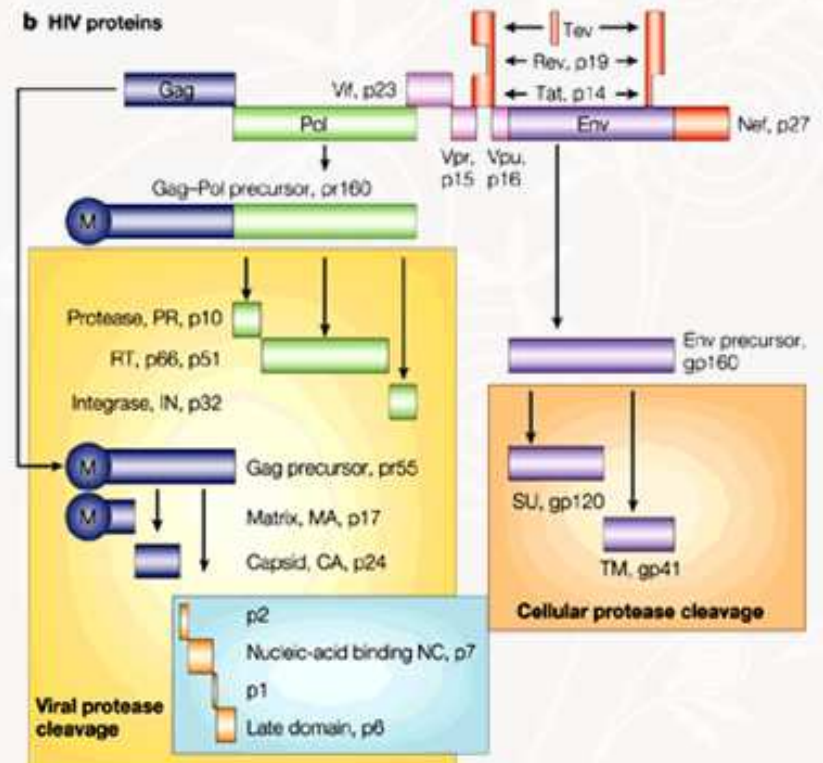 b HIV proteins
Tev
Rev, p19
Tat, p14
Gag
Vif, p23
Pol
Env
Nef, p27
Vpr,
p15
Vpu,
p16
Gag–Pol precursor, pr160
M
Protease, PR, p10
RT, p66, p51
Integrase, IN, p32
Env precursor,
gp160
M
Gag precursor, pr55
M
Matrix, MA, p17
Capsid, CA, p24
SU, gp120
TM, gp41
Cellular protease cleavage
p2
Nucleic-acid binding NC, p7
p1
Late domain, p6
Viral protease
cleavage